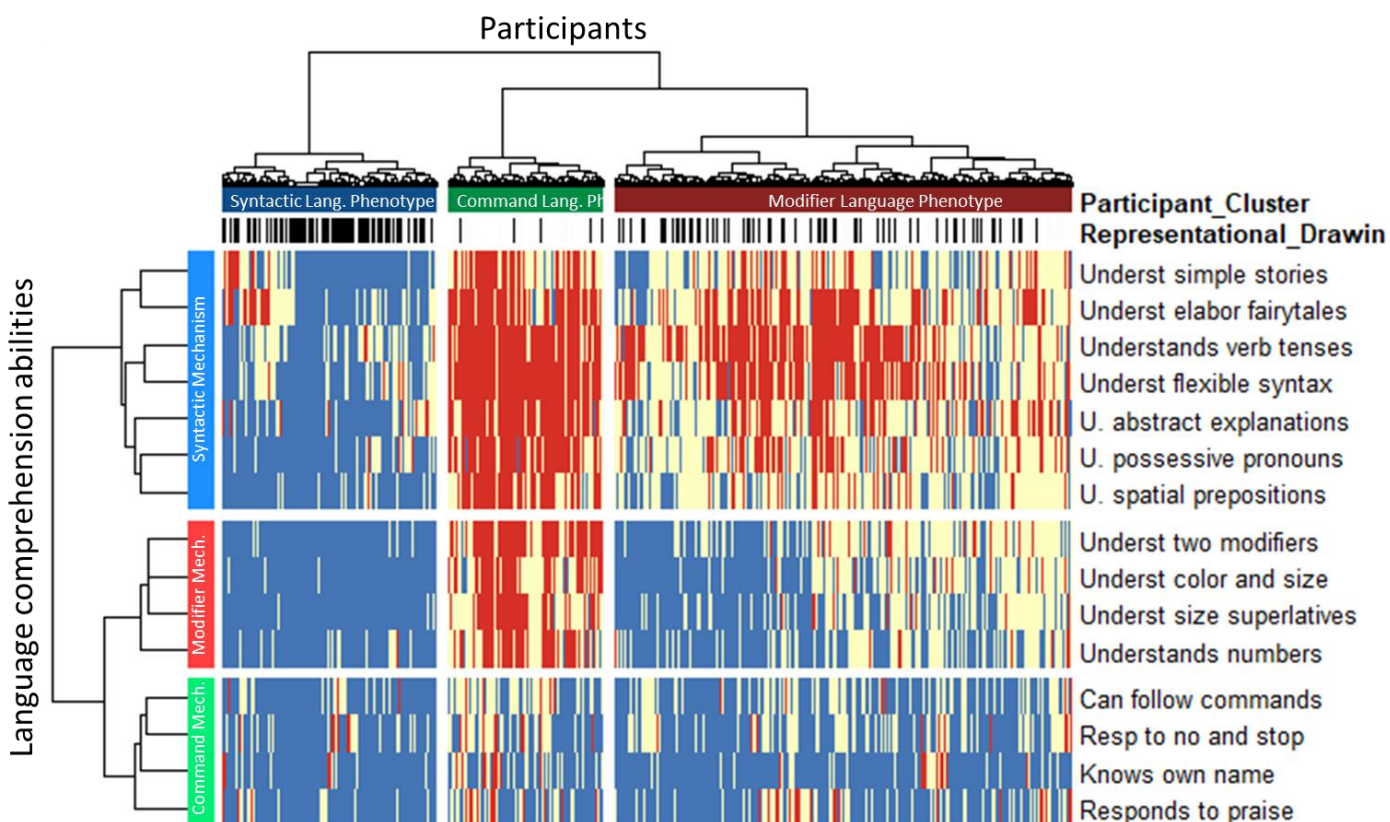 Participants
Syntactic Lang. Phenotype
Command Lang. Ph
Modifier Language Phenotype
Participant_Cluster
Representational_Drawin
Language comprehension abilities
Syntactic Mechanism
Underst simple stories
Underst elabor fairytales
Understands verb tenses
Underst flexible syntax
U. abstract explanations
U. possessive pronouns
U. spatial prepositions
Modifier Mech.
Underst two modifiers
Underst color and size
Underst size superlatives
Understands numbers
Command Mech.
Can follow commands
Resp to no and stop
Knows own name
Responds to praise